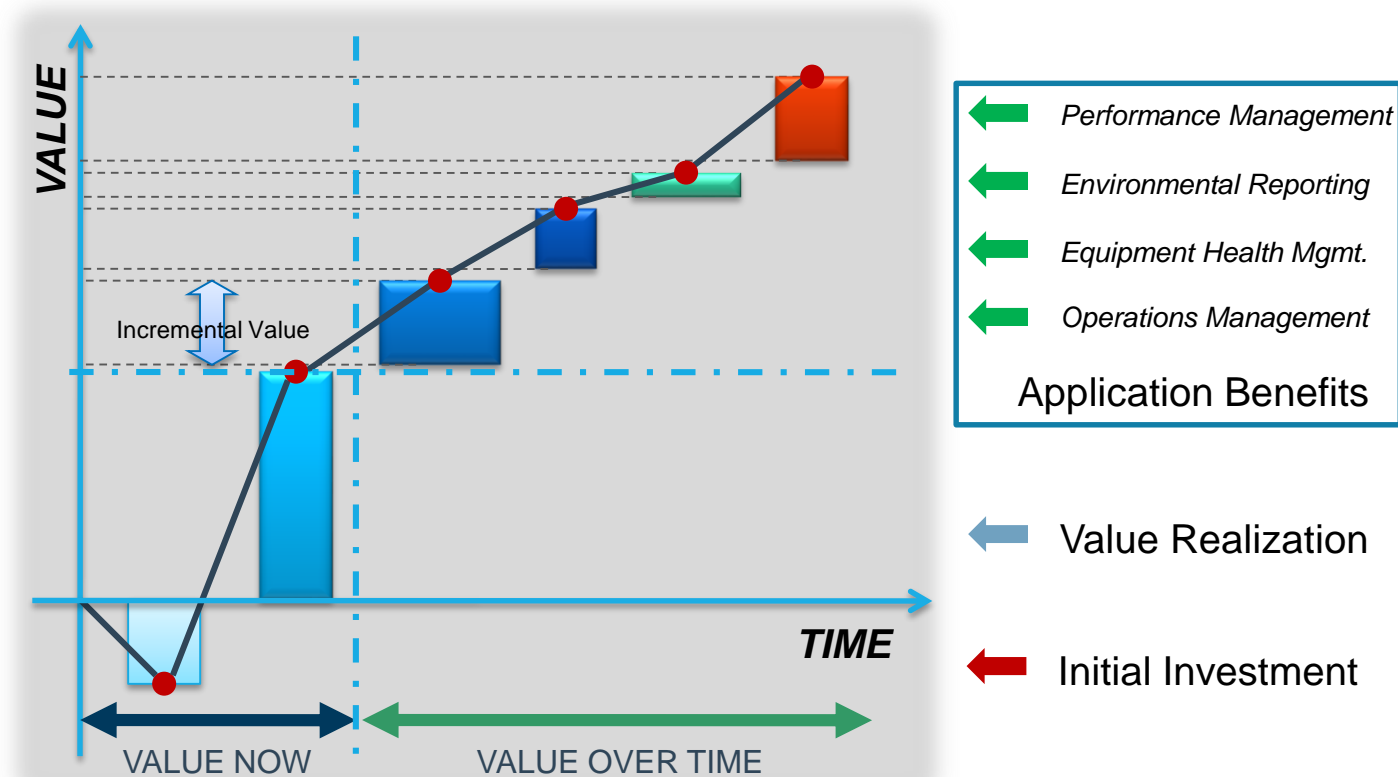 VALUE
Incremental Value
TIME
VALUE NOW
VALUE OVER TIME
Performance Management
Environmental Reporting
Equipment Health Mgmt.
Operations Management
Application Benefits
Value Realization
Initial Investment